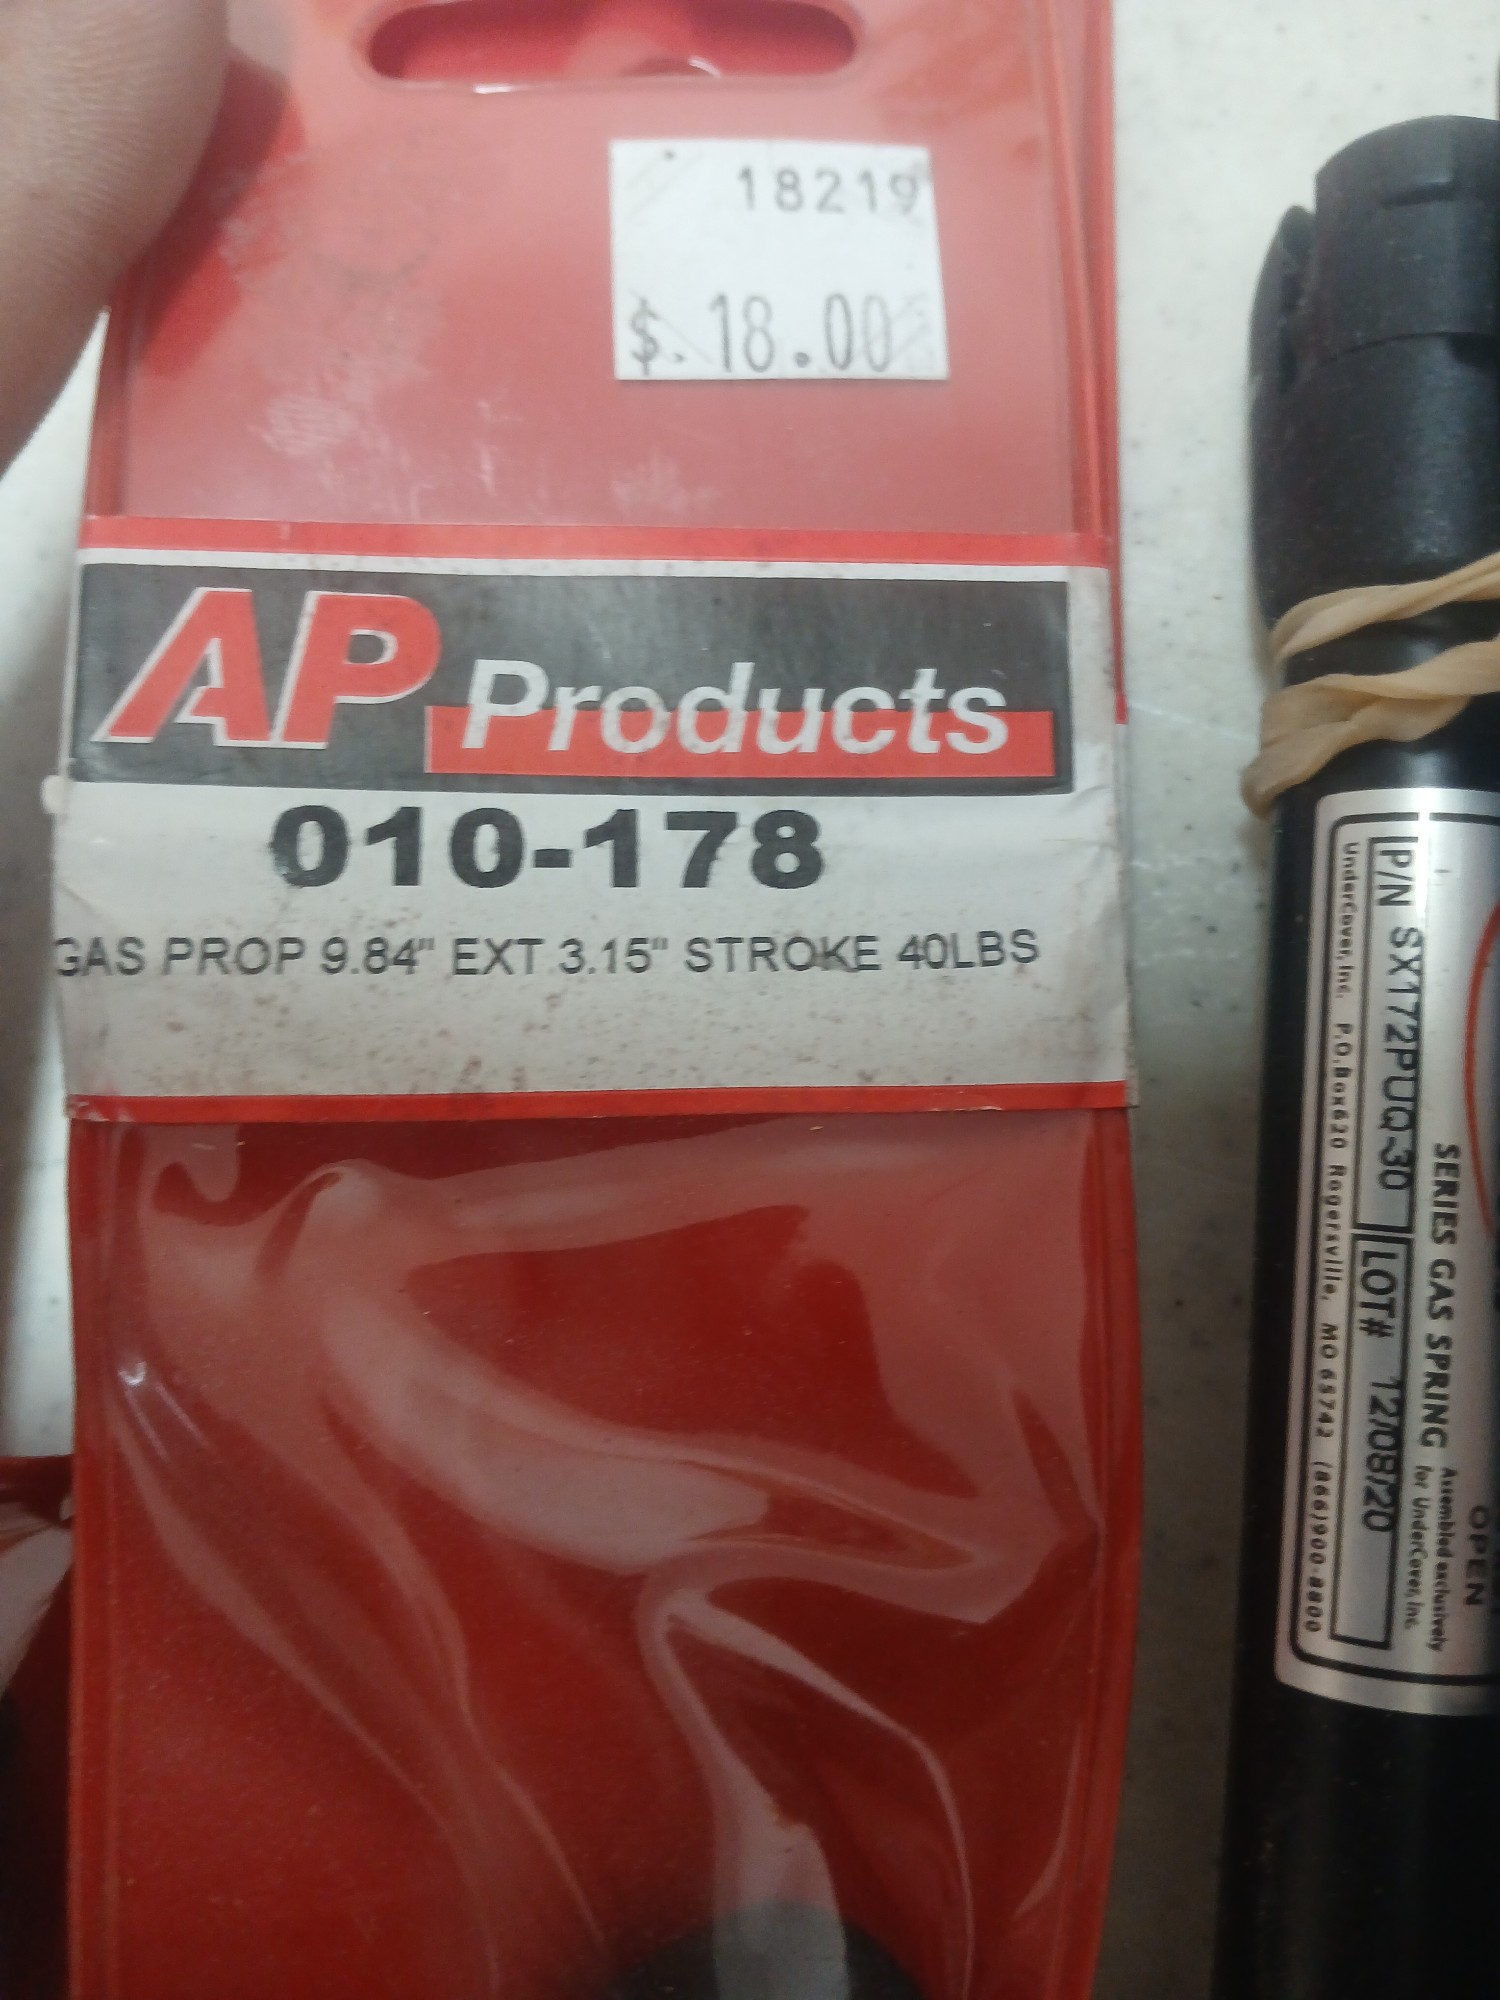 18219
$. 18.00
AP Products
010-178
GAS PROP 9.84" EXT 3.15" STROKE 40LBS
OPEN
SERIES GAS SPRING Assembled exclusively
for UnderCover, Inc.
P/N SX172PUQ-30 LOT# 12/08/20
UnderCover, Inc. P.O.Box620 Rogersville, MO 65742 (866)900-8800